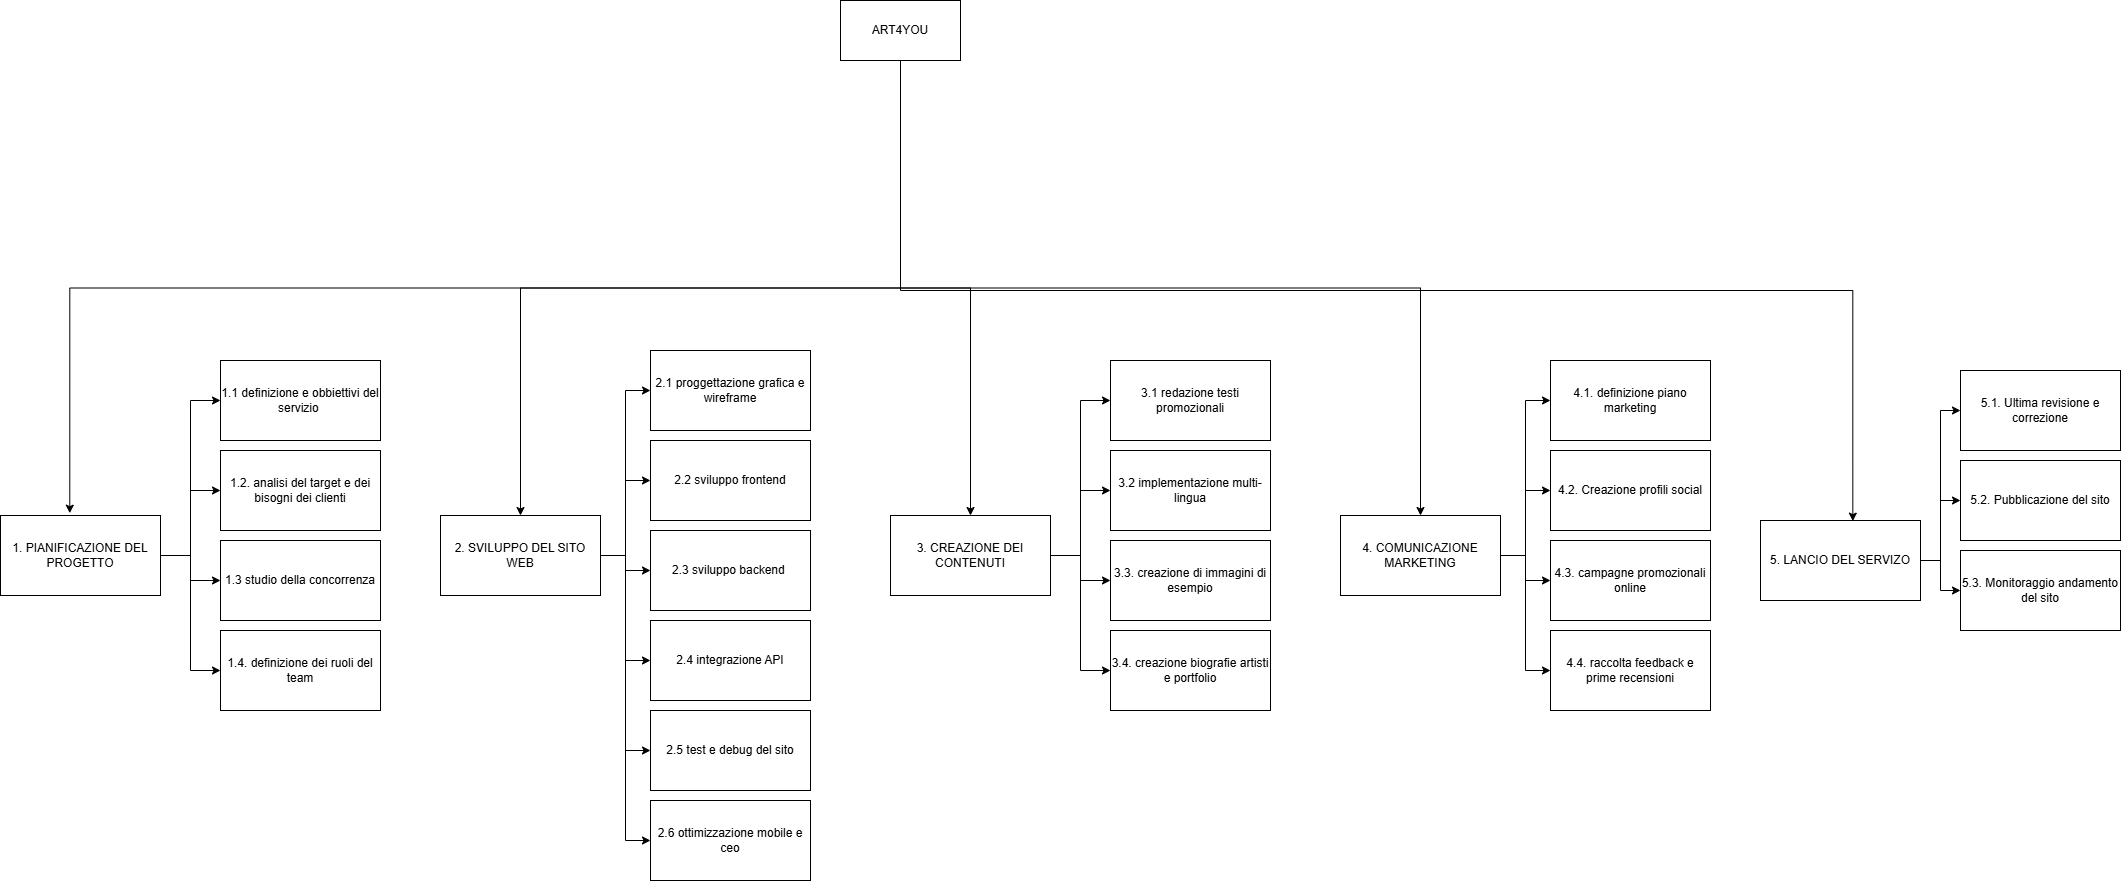 ART4YOU
1. PIANIFICAZIONE DEL
PROGETTO
1.1 definizione e obbiettivi del
servizio
1.2. analisi del target e dei
bisogni dei clienti
1.3 studio della concorrenza
1.4. definizione dei ruoli del
team
2. SVILUPPO DEL SITO
WEB
2.1 proggettazione grafica e
wireframe
2.2 sviluppo frontend
2.3 sviluppo backend
2.4 integrazione API
2.5 test e debug del sito
2.6 ottimizzazione mobile e
ceo
3. CREAZIONE DEI
CONTENUTI
3.1 redazione testi
promozionali
3.2 implementazione multi-
lingua
3.3. creazione di immagini di
esempio
3.4. creazione biografie artisti
e portfolio
4. COMUNICAZIONE
MARKETING
4.1. definizione piano
marketing
4.2. Creazione profili social
4.3. campagne promozionali
online
4.4. raccolta feedback e
prime recensioni
5. LANCIO DEL SERVIZO
5.1. Ultima revisione e
correzione
5.2. Pubblicazione del sito
5.3. Monitoraggio andamento
del sito